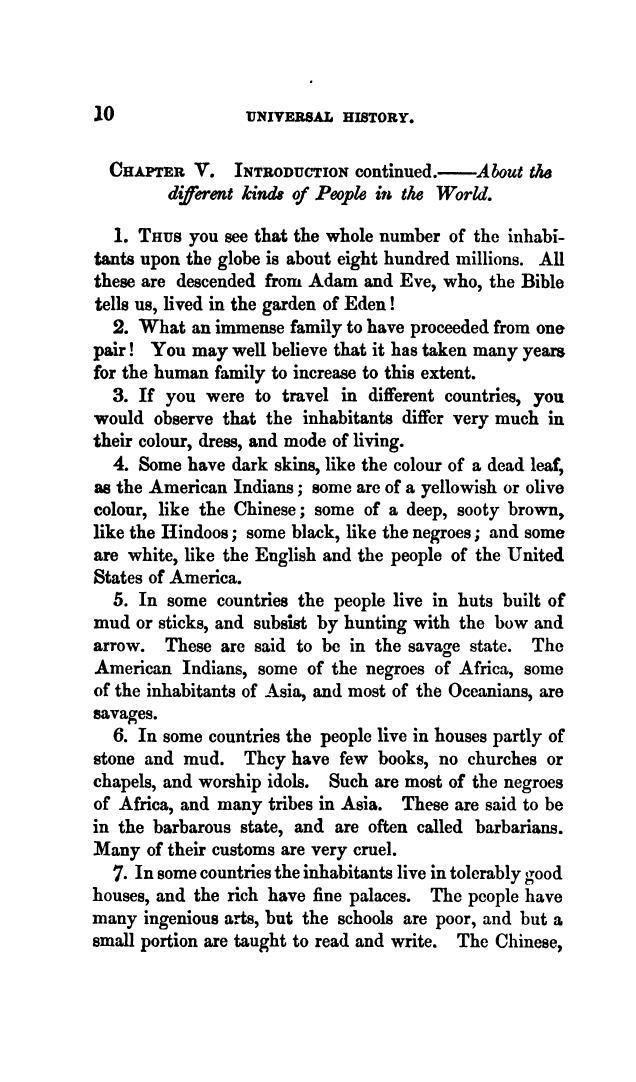 10 UNIVERSAL HISTORY.
CHAPTER V. INTRODUCTION continued.——About the
different kinds of People in the World.
1. THUS you see that the whole number of the inhabi-
tants upon the globe is about eight hundred millions. All
these are descended from Adam and Eve, who, the Bible
tells us, lived in the garden of Eden!
2. What an immense family to have proceeded from one
pair! You may well believe that it has taken many years
for the human family to increase to this extent.
3. If you were to travel in different countries, you
would observe that the inhabitants differ very much in
their colour, dress, and mode of living.
4. Some have dark skins, like the colour of a dead leaf,
as the American Indians; some are of a yellowish or olive
colour, like the Chinese; some of a deep, sooty brown,
like the Hindoos; some black, like the negroes; and some
are white, like the English and the people of the United
States of America.
5. In some countries the people live in huts built of
mud or sticks, and subsist by hunting with the bow and
arrow. These are said to be in the savage state. The
American Indians, some of the negroes of Africa, some
of the inhabitants of Asia, and most of the Oceanians, are
savages.
6. In some countries the people live in houses partly of
stone and mud. They have few books, no churches or
chapels, and worship idols. Such are most of the negroes
of Africa, and many tribes in Asia. These are said to be
in the barbarous state, and are often called barbarians.
Many of their customs are very cruel.
7. In some countries the inhabitants live in tolerably good
houses, and the rich have fine palaces. The people have
many ingenious arts, but the schools are poor, and but a
small portion are taught to read and write. The Chinese,